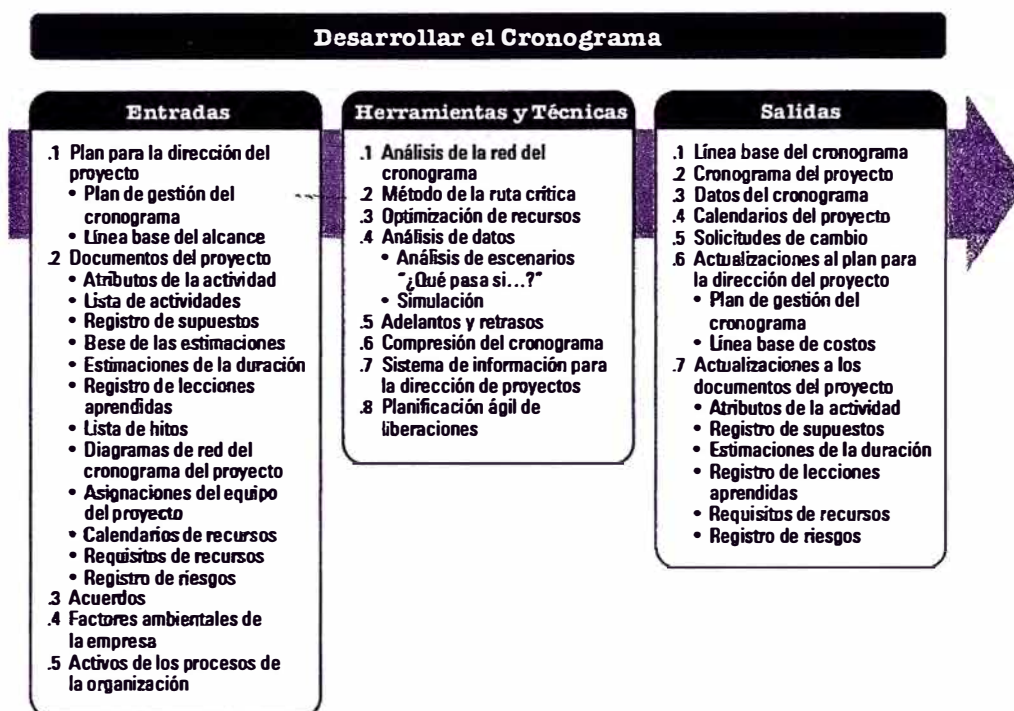 Desarrollar el Cronograma
Entradas
.1 Plan para la dirección del
proyecto
• Plan de gestión del
cronograma
• Línea base del alcance
.2 Documentos del proyecto
• Atributos de la actividad
• Lista de actividades
• Registro de supuestos
• Base de las estimaciones
• Estimaciones de la duración
• Registro de lecciones
aprendidas
• Lista de hitos
• Diagramas de red del
cronograma del proyecto
• Asignaciones del equipo
del proyecto
• Calendarios de recursos
• Requisitos de recursos
• Registro de riesgos
.3 Acuerdos
.4 Factores ambientales de
la empresa
.5 Activos de los procesos de
la organización
Herramientas y Técnicas
.1 Análisis de la red del
cronograma
.2 Método de la ruta crítica
.3 Optimización de recursos
.4 Análisis de datos
• Análisis de escenarios
"¿Qué pasa si...?"
• Simulación
.5 Adelantos y retrasos
.6 Compresión del cronograma
.7 Sistema de información para
la dirección de proyectos
.8 Planificación ágil de
liberaciones
Salidas
.1 Línea base del cronograma
.2 Cronograma del proyecto
.3 Datos del cronograma
.4 Calendarios del proyecto
.5 Solicitudes de cambio
.6 Actualizaciones al plan para
la dirección del proyecto
• Plan de gestión del
cronograma
• Línea base de costos
.7 Actualizaciones a los
documentos del proyecto
• Atributos de la actividad
• Registro de supuestos
• Estimaciones de la duración
• Registro de lecciones
aprendidas
• Requisitos de recursos
• Registro de riesgos